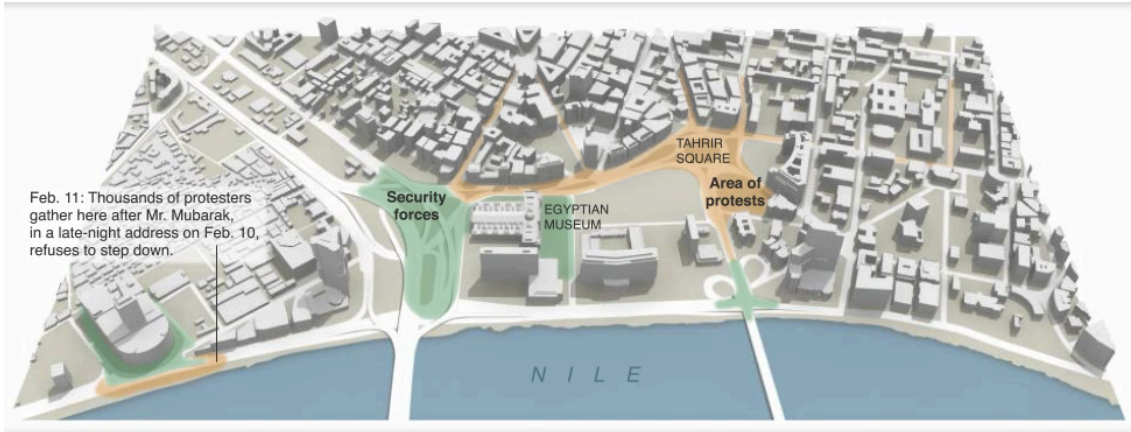 Feb. 11: Thousands of protesters
gather here after Mr. Mubarak,
in a late-night address on Feb. 10,
refuses to step down.
Security
forces
EGYPTIAN
MUSEUM
TAHRIR
SQUARE
Area of
protests
NILE